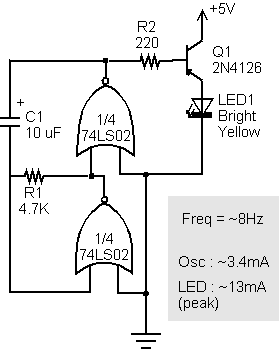 +5V
R2
220
Q1
2N4126
+
C1
10 uF
1/4
74LS02
LED1
Bright
Yellow
R1
4.7K
1/4
74LS02
Freq = ~8Hz
Osc : ~3.4mA
LED : ~13mA
(peak)